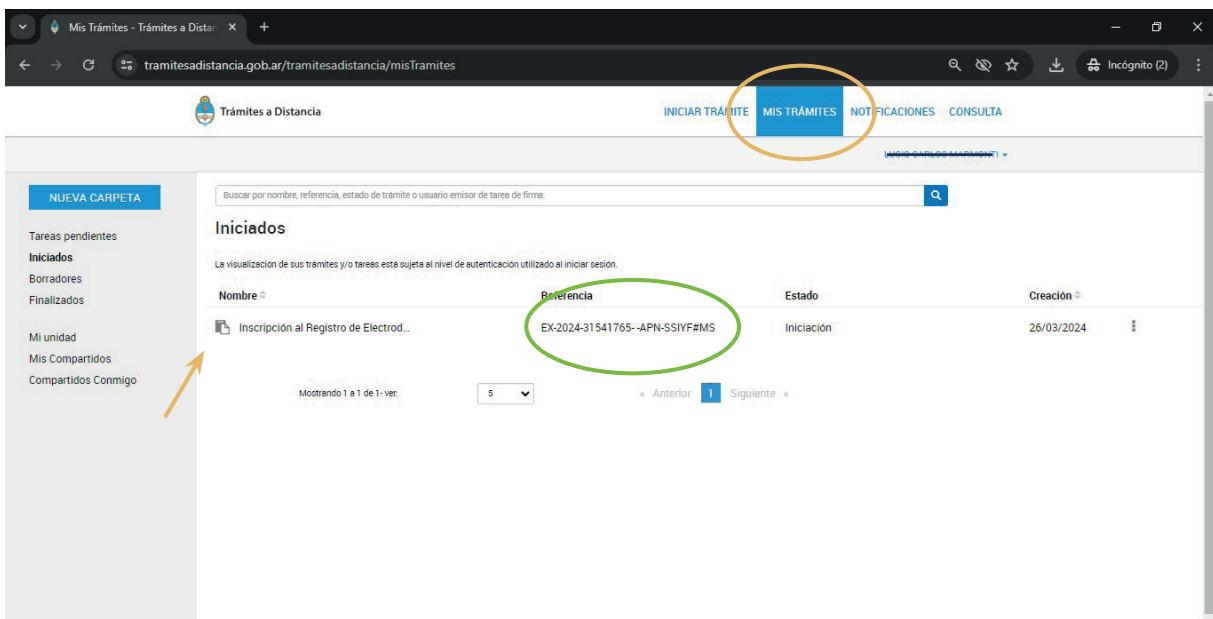 Mis Trámites - Trámites a Distan
tramitesadistancia.gob.ar/tramitesadistancia/misTramites
Incógnito (2)
Trámites a Distancia
INICIAR TRÁMITE MIS TRÁMITES NOTIFICACIONES CONSULTA
NUEVA CARPETA
Buscar por nombre, referencia, estado de trámite o usuario emisor de tarea de firma.
Tareas pendientes
Iniciados
Borradores
Finalizados
Mi unidad
Mis Compartidos
Compartidos Conmigo
Iniciados
La visualización de sus trámites y/o tareas está sujeta al nivel de autenticación utilizado al iniciar sesión.
Nombre Referencia Estado Creación
Inscripción al Registro de Electrod... EX-2024-31541765- -APN-SSIYF#MS Iniciación 26/03/2024
Mostrando 1 a 1 de 1- ver: 5 « Anterior 1 Siguiente »